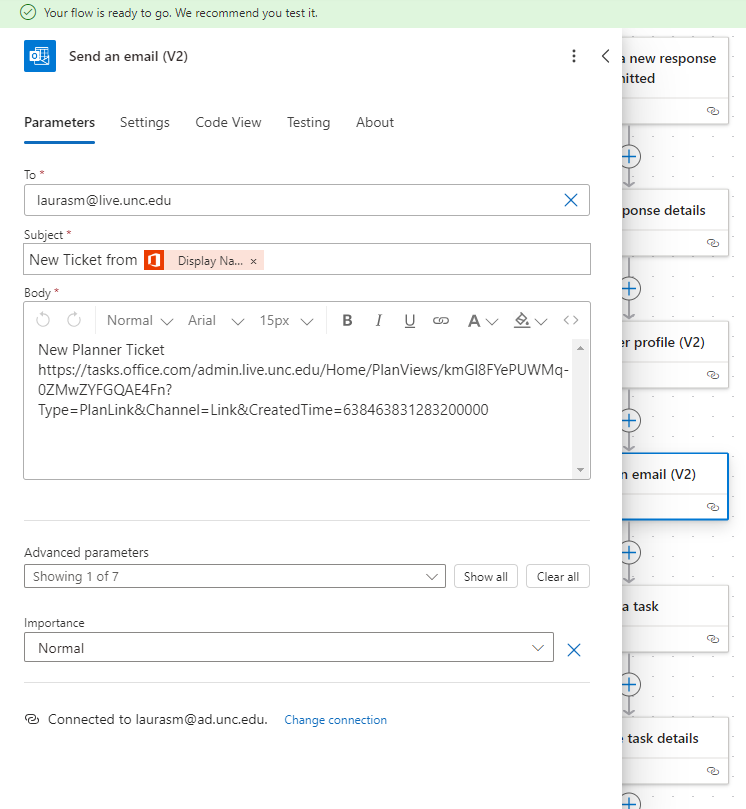 Your flow is ready to go. We recommend you test it.
Send an email (V2)
Parameters Settings Code View Testing About
To *
laurasm@live.unc.edu
Subject *
New Ticket from Display Na... ×
Body *
Normal Arial 15px B I U A
New Planner Ticket
https://tasks.office.com/admin.live.unc.edu/Home/PlanViews/kmGl8FYePUWMq-
0ZMwZYFGQAE4Fn?
Type=PlanLink&Channel=Link&CreatedTime=638463831283200000
Advanced parameters
Showing 1 of 7 Show all Clear all
Importance
Normal
Connected to laurasm@ad.unc.edu. Change connection
a new response
itted
ponse details
er profile (V2)
n email (V2)
a task
task details